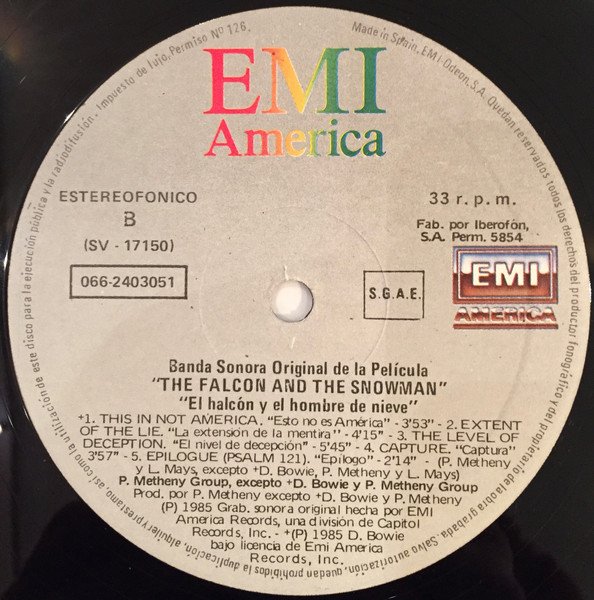 Impuesto de lujo, Permiso Nº 126.
EMI
America
Made in Spain, EMI-Odeon, S.A. Quedan reservados todos los derechos del productor fonográfico y del propietario de la obra grabada. Salvo autorización, quedan prohibidos la duplicación, alquiler y préstamo, así como la utilización de este disco para la ejecución pública y la radiodifusión.
ESTEREOFONICO
B
(SV - 17150)
066-2403051
33 r. p. m.
Fab. por Iberofón,
S.A. Perm. 5854
EMI
AMERICA
S.G.A.E.
Banda Sonora Original de la Película
"THE FALCON AND THE SNOWMAN"
"El halcón y el hombre de nieve"
+1. THIS IN NOT AMERICA. "Esto no es América" - 3'53" - 2. EXTENT
OF THE LIE. "La extensión de la mentira" - 4'15" - 3. THE LEVEL OF
DECEPTION. "El nivel de decepción" - 5'45" - 4. CAPTURE. "Captura"
3'57" - 5. EPILOGUE (PSALM 121). "Epílogo" - 2'14" - (P. Metheny
y L. Mays, excepto +D. Bowie, P. Metheny y L. Mays)
P. Metheny Group, excepto +D. Bowie y P. Metheny Group
Prod. por P. Metheny excepto +D. Bowie y P. Metheny
(P) 1985 Grab. sonora original hecha por EMI
America Records, una división de Capitol
Records, Inc. - +(P) 1985 D. Bowie
bajo licencia de Emi America
Records, Inc.